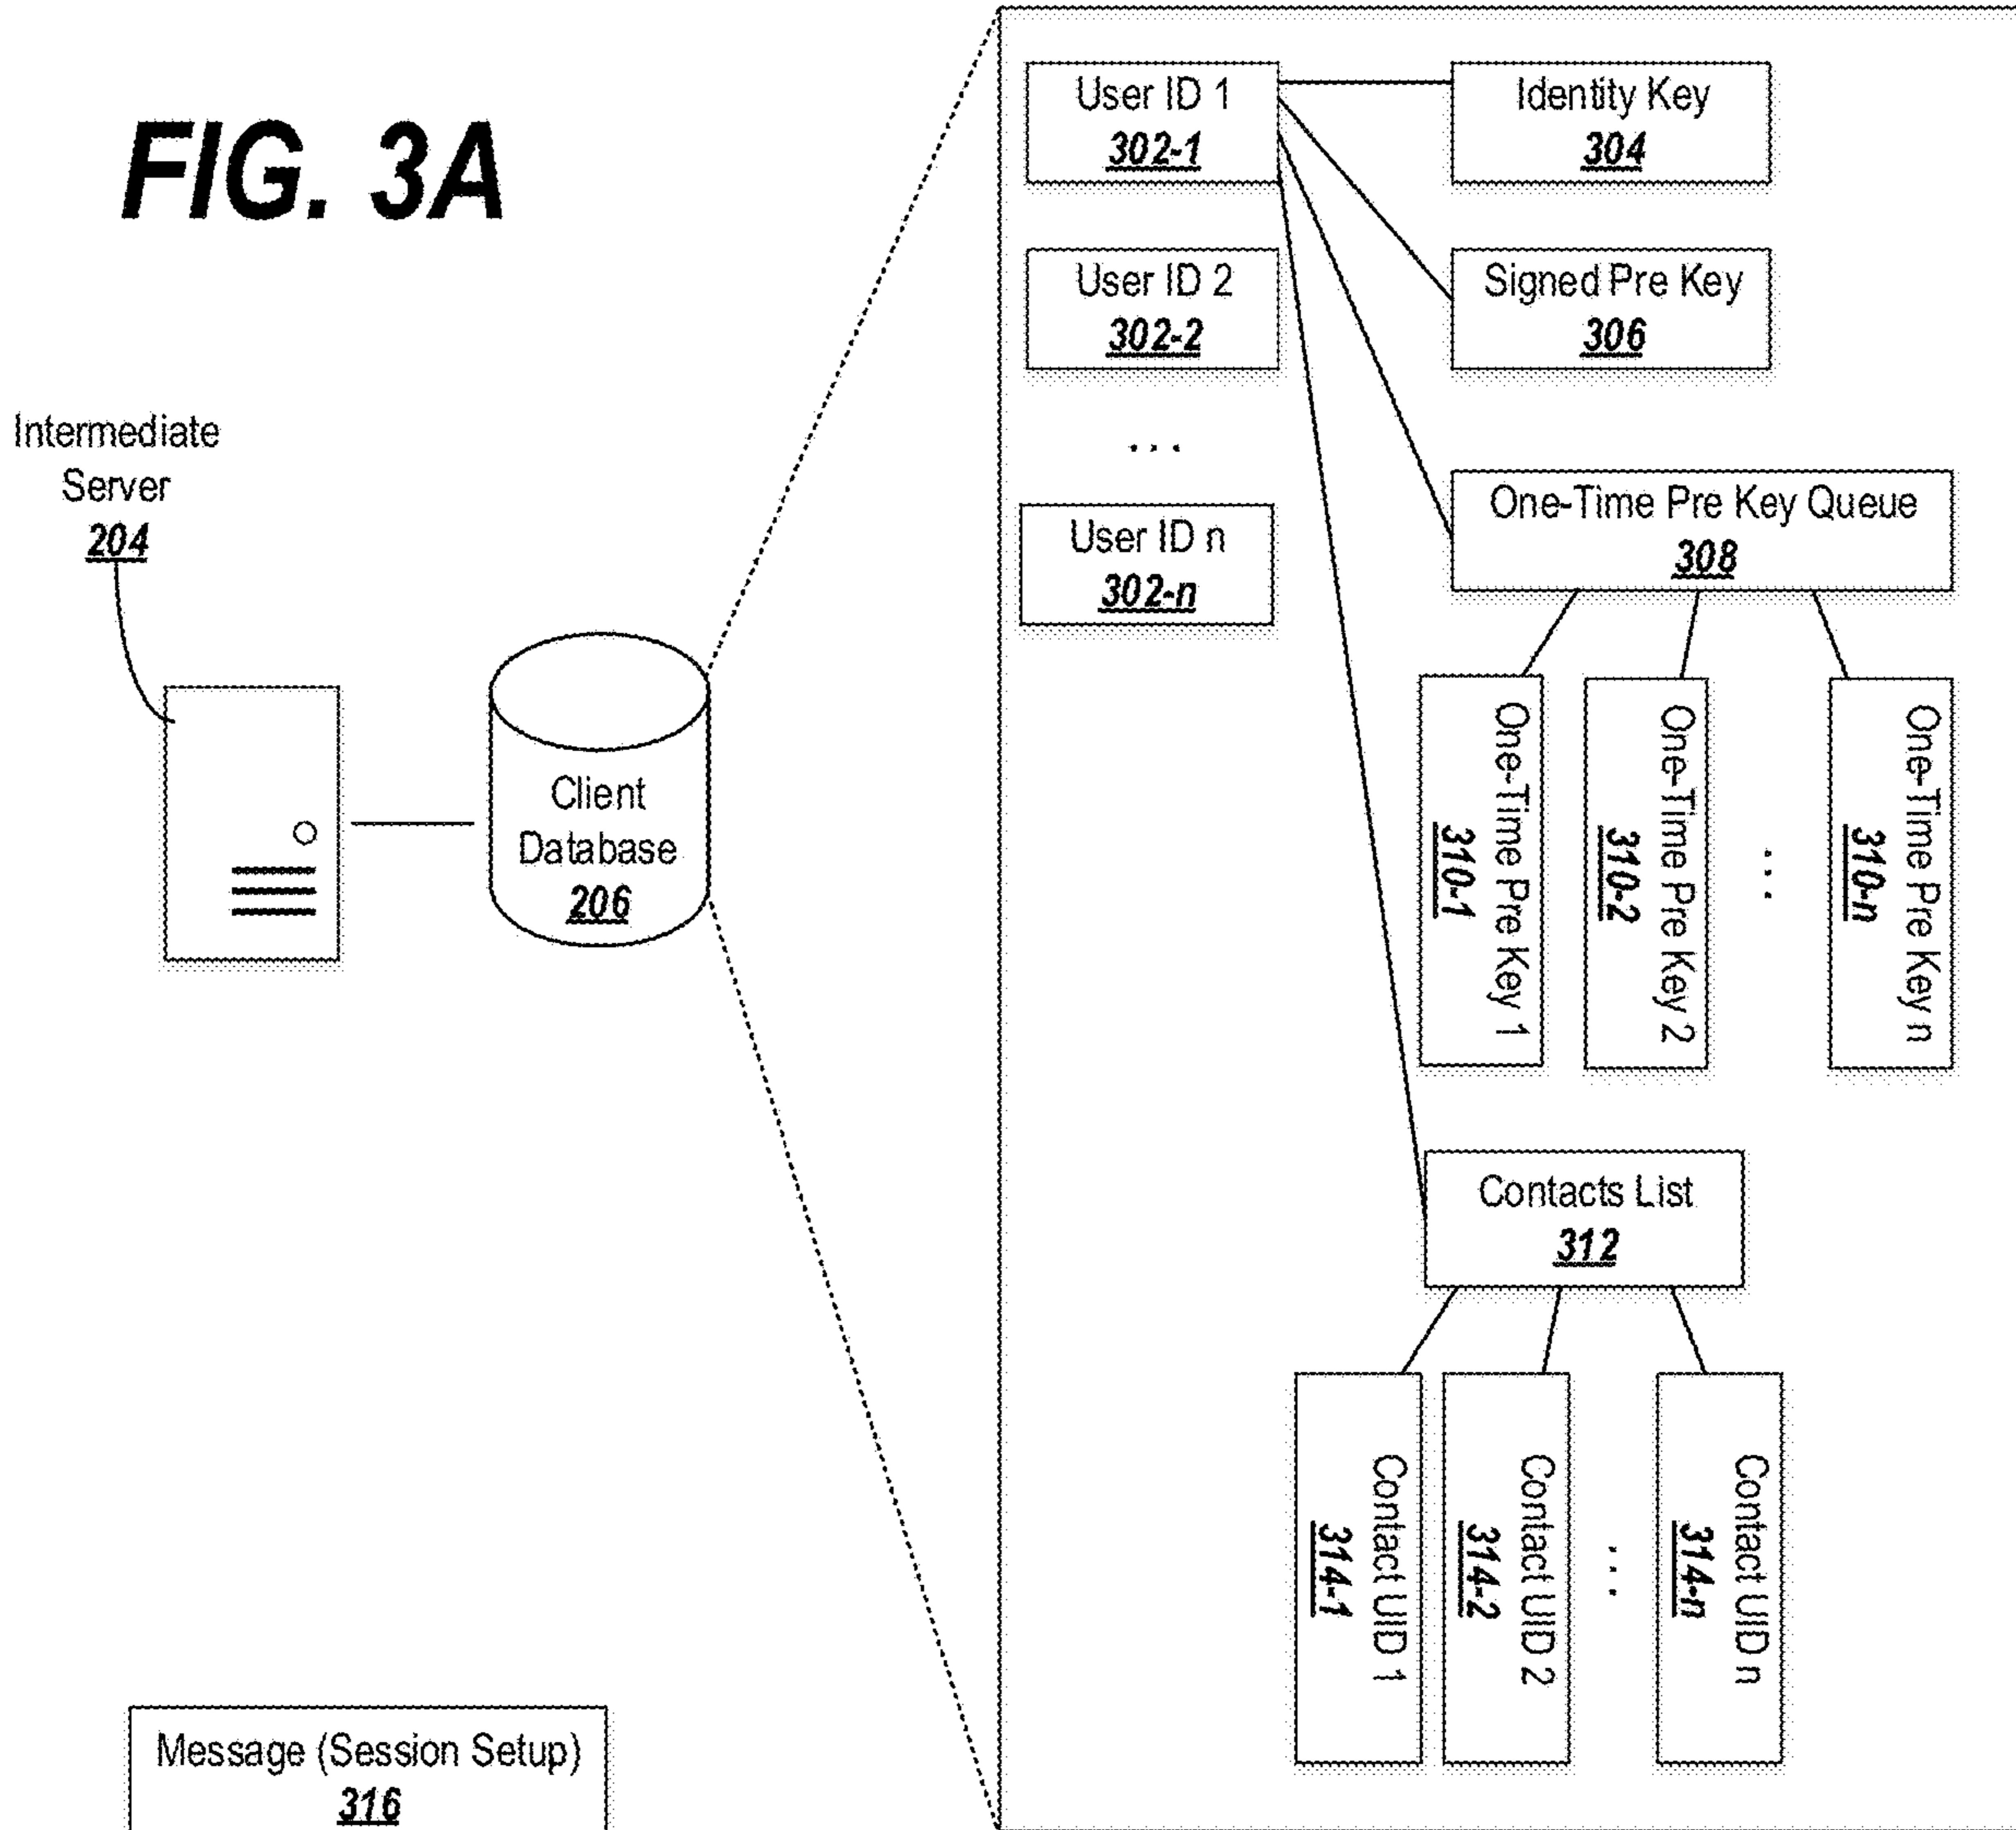 FIG. 3A
Intermediate
Server
204
Client
Database
206
User ID 1
302-1
User ID 2
302-2
...
User ID n
302-n
Identity Key
304
Signed Pre Key
306
One-Time Pre Key Queue
308
One-Time Pre Key 1
310-1
One-Time Pre Key 2
310-2
...
One-Time Pre Key n
310-n
Contacts List
312
Contact UID 1
314-1
Contact UID 2
314-2
...
Contact UID n
314-n
Message (Session Setup)
316